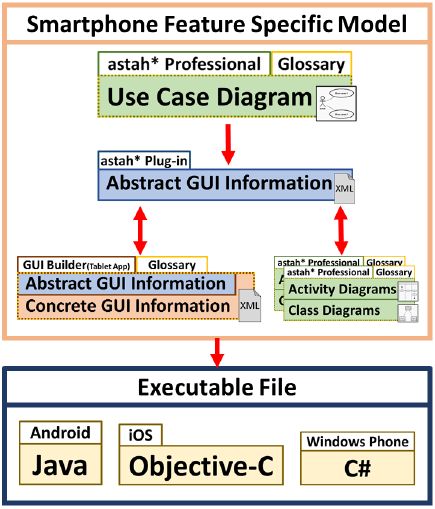 Smartphone Feature Specific Model
astah* Professional Glossary
Use Case Diagram
astah* Plug-in
Abstract GUI Information
XML
GUI Builder(Tablet App) Glossary
Abstract GUI Information
Concrete GUI Information
XML
astah* Professional Glossary
astah* Professional Glossary
Activity Diagrams
Class Diagrams
Executable File
Android
Java
iOS
Objective-C
Windows Phone
C#